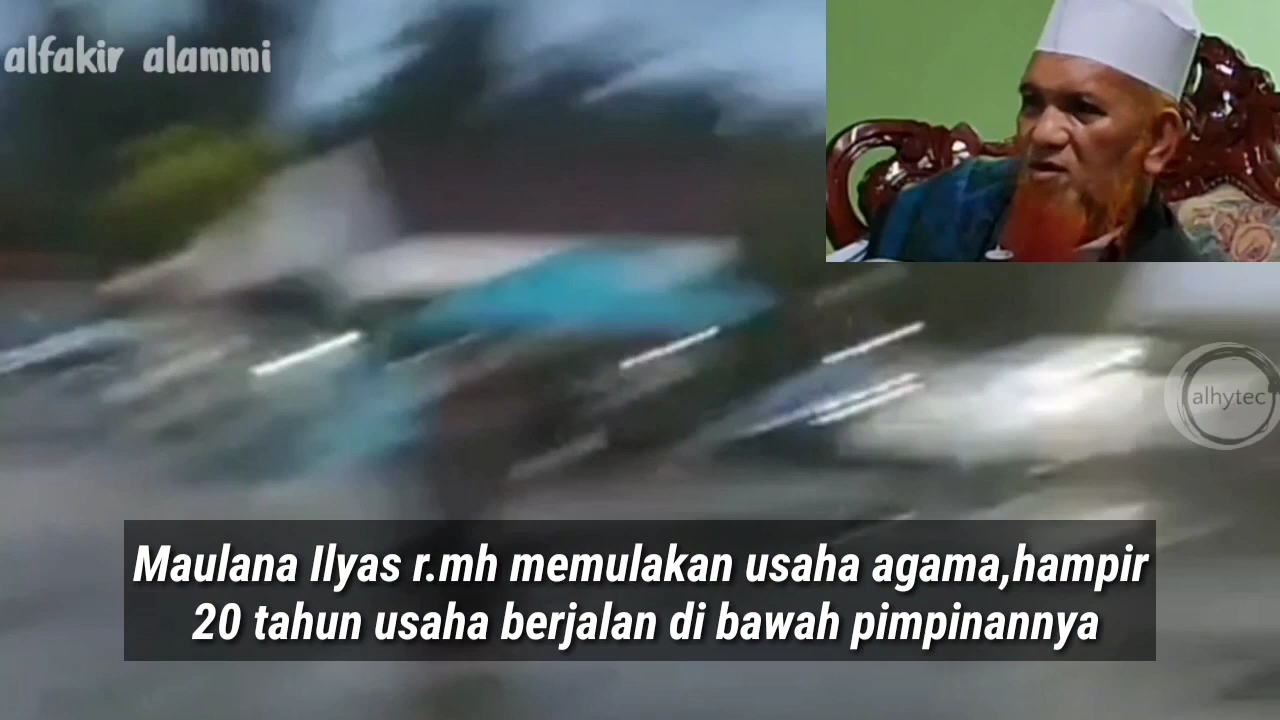 alfakir alammi
alhytec
Maulana Ilyas r.mh memulakan usaha agama,hampir
20 tahun usaha berjalan di bawah pimpinannya